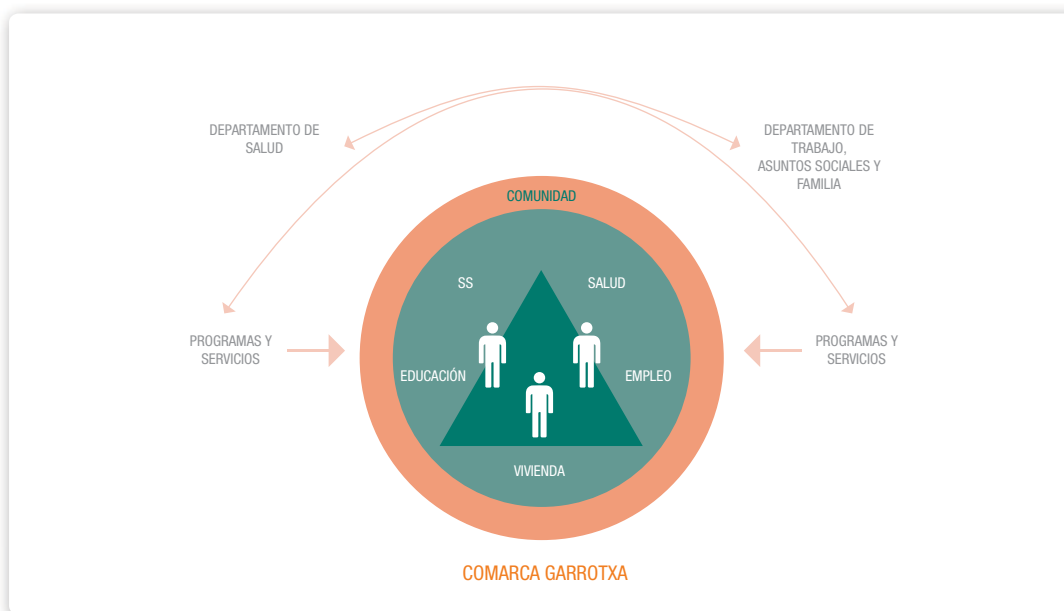 DEPARTAMENTO DE
SALUD
DEPARTAMENTO DE
TRABAJO,
ASUNTOS SOCIALES Y
FAMILIA
COMUNIDAD
SS
SALUD
PROGRAMAS Y
SERVICIOS
PROGRAMAS Y
SERVICIOS
EDUCACIÓN
EMPLEO
VIVIENDA
COMARCA GARROTXA